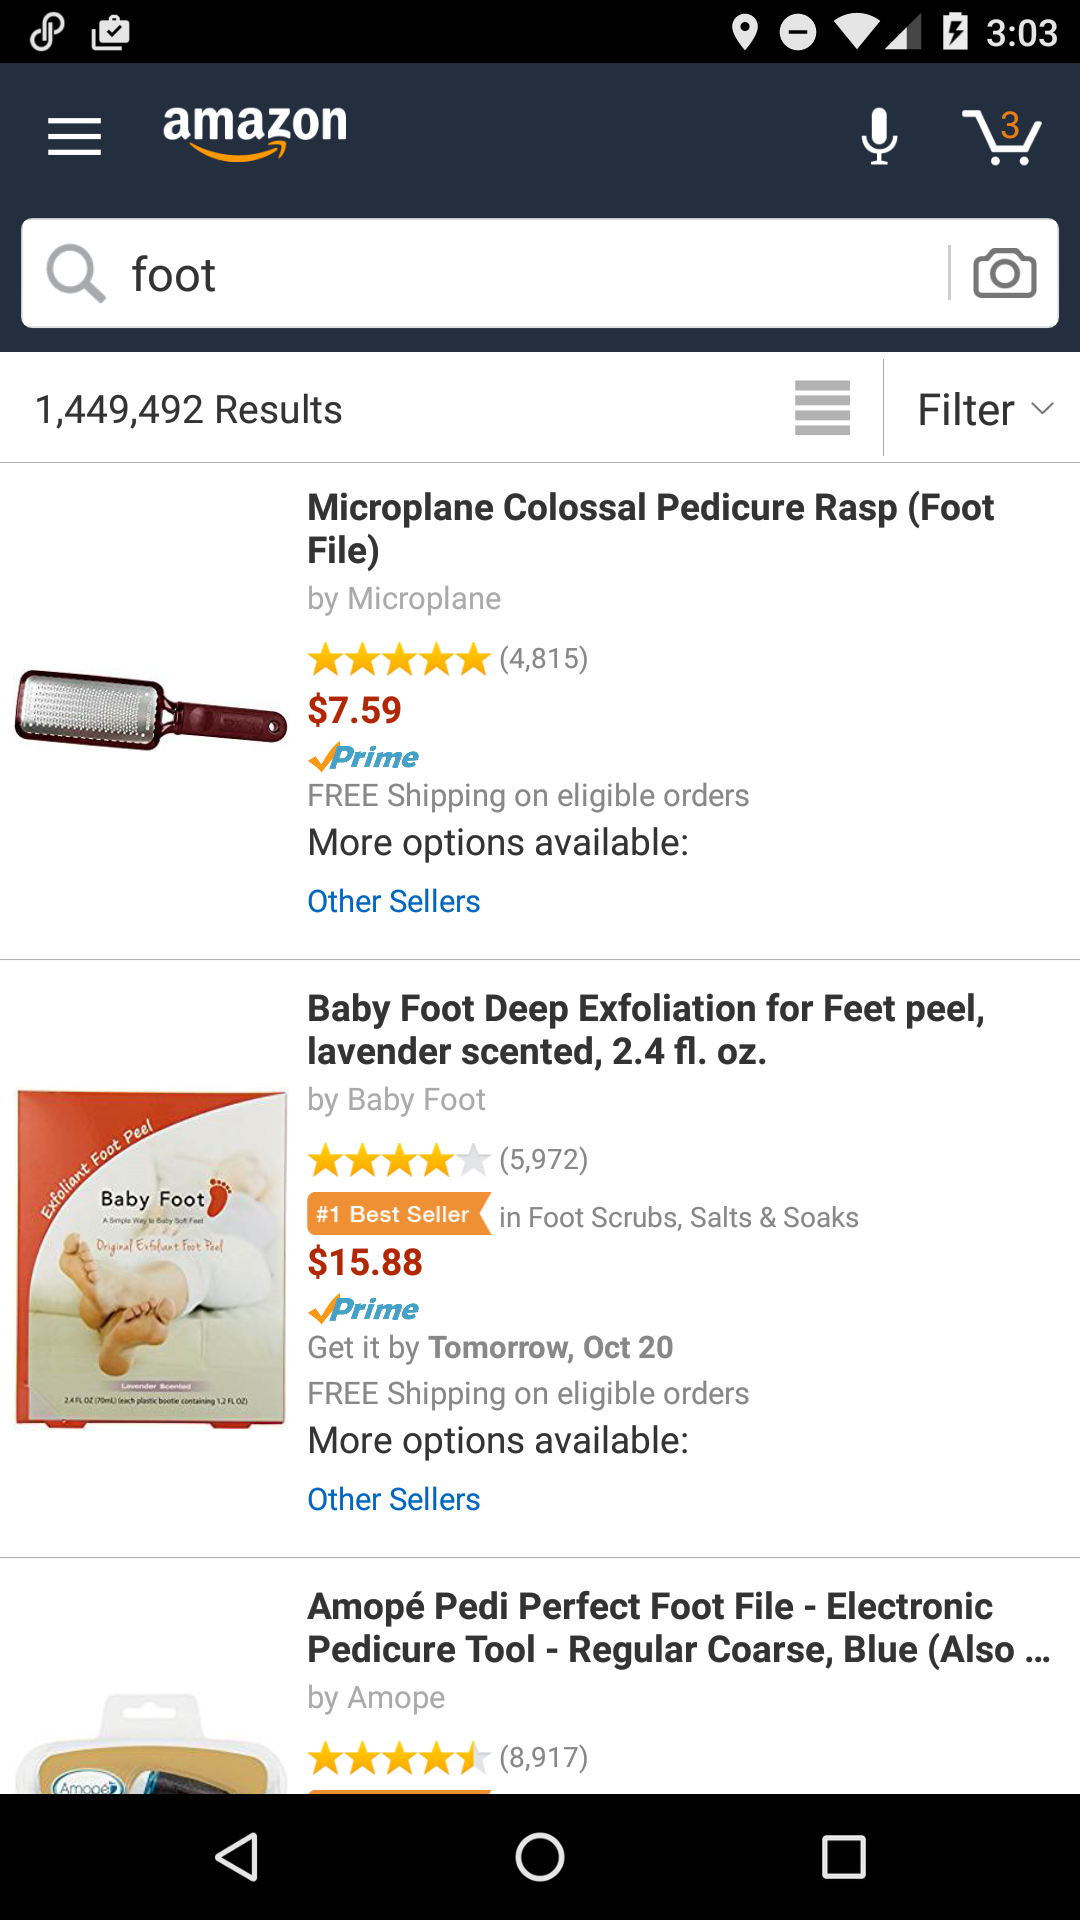 3:03
amazon
3
foot
1,449,492 Results
Filter
Microplane Colossal Pedicure Rasp (Foot
File)
by Microplane
(4,815)
$7.59
Prime
FREE Shipping on eligible orders
More options available:
Other Sellers
Baby Foot Deep Exfoliation for Feet peel,
lavender scented, 2.4 fl. oz.
by Baby Foot
(5,972)
#1 Best Seller in Foot Scrubs, Salts & Soaks
$15.88
Prime
Get it by Tomorrow, Oct 20
FREE Shipping on eligible orders
More options available:
Other Sellers
Exfoliant Foot Peel
Baby Foot
A Simple Way to Baby Soft Feet
Original Exfoliant Foot Peel
Lavender Scented
2.4 FL OZ (70mL) (each plastic bootie containing 1.2 FL OZ)
Amopé Pedi Perfect Foot File - Electronic
Pedicure Tool - Regular Coarse, Blue (Also ...
by Amope
(8,917)
Amopé